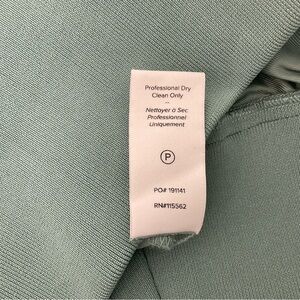 Professional Dry
Clean Only
—
Nettoyer à Sec
Professionnel
Uniquement
P
PO# 191141
RN#115562